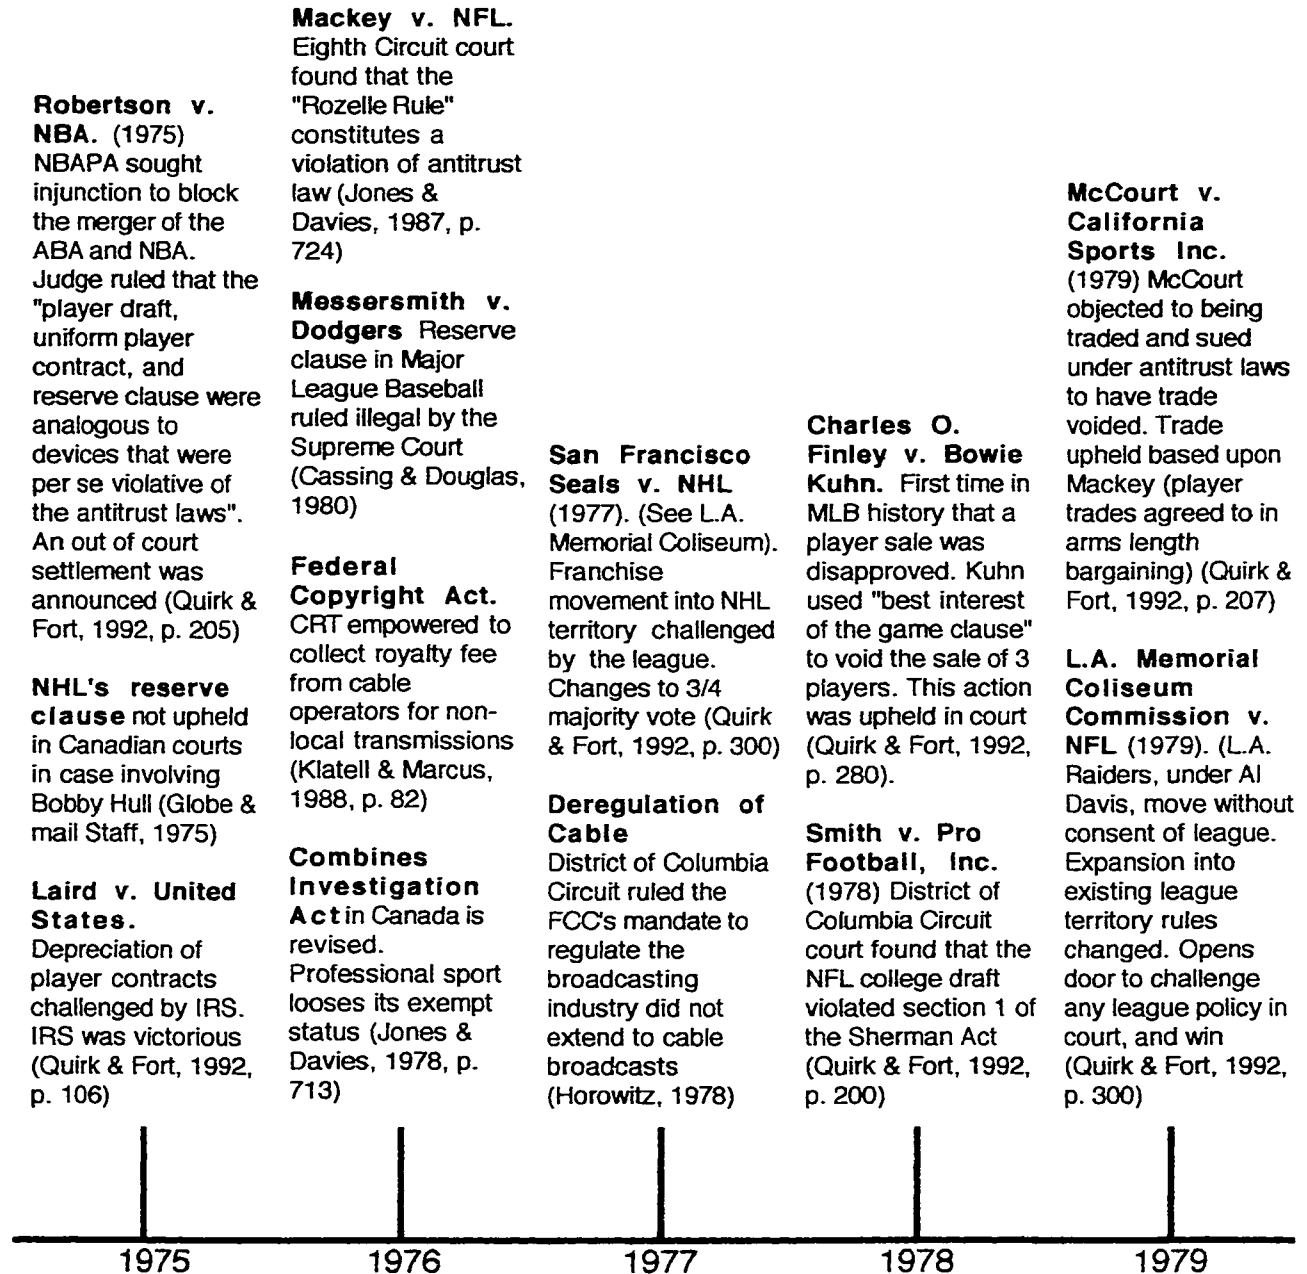 Robertson v.
NBA. (1975)
NBAPA sought
injunction to block
the merger of the
ABA and NBA.
Judge ruled that the
"player draft,
uniform player
contract, and
reserve clause were
analogous to
devices that were
per se violative of
the antitrust laws".
An out of court
settlement was
announced (Quirk &
Fort, 1992, p. 205)
NHL's reserve
clause not upheld
in Canadian courts
in case involving
Bobby Hull (Globe &
mail Staff, 1975)
Laird v. United
States.
Depreciation of
player contracts
challenged by IRS.
IRS was victorious
(Quirk & Fort, 1992,
p. 106)
1975
Mackey v. NFL.
Eighth Circuit court
found that the
"Rozelle Rule"
constitutes a
violation of antitrust
law (Jones &
Davies, 1987, p.
724)
Messersmith v.
Dodgers Reserve
clause in Major
League Baseball
ruled illegal by the
Supreme Court
(Cassing & Douglas,
1980)
Federal
Copyright Act.
CRT empowered to
collect royalty fee
from cable
operators for non-
local transmissions
(Klatell & Marcus,
1988, p. 82)
Combines
Investigation
Act in Canada is
revised.
Professional sport
looses its exempt
status (Jones &
Davies, 1978, p.
713)
1976
San Francisco
Seals v. NHL
(1977). (See L.A.
Memorial Coliseum).
Franchise
movement into NHL
territory challenged
by the league.
Changes to 3/4
majority vote (Quirk
& Fort, 1992, p. 300)
Deregulation of
Cable
District of Columbia
Circuit ruled the
FCC's mandate to
regulate the
broadcasting
industry did not
extend to cable
broadcasts
(Horowitz, 1978)
1977
Charles O.
Finley v. Bowie
Kuhn. First time in
MLB history that a
player sale was
disapproved. Kuhn
used "best interest
of the game clause"
to void the sale of 3
players. This action
was upheld in court
(Quirk & Fort, 1992,
p. 280).
Smith v. Pro
Football, Inc.
(1978) District of
Columbia Circuit
court found that the
NFL college draft
violated section 1 of
the Sherman Act
(Quirk & Fort, 1992,
p. 200)
1978
McCourt v.
California
Sports Inc.
(1979) McCourt
objected to being
traded and sued
under antitrust laws
to have trade
voided. Trade
upheld based upon
Mackey (player
trades agreed to in
arms length
bargaining) (Quirk &
Fort, 1992, p. 207)
L.A. Memorial
Coliseum
Commission v.
NFL (1979). (L.A.
Raiders, under Al
Davis, move without
consent of league.
Expansion into
existing league
territory rules
changed. Opens
door to challenge
any league policy in
court, and win
(Quirk & Fort, 1992,
p. 300)
1979